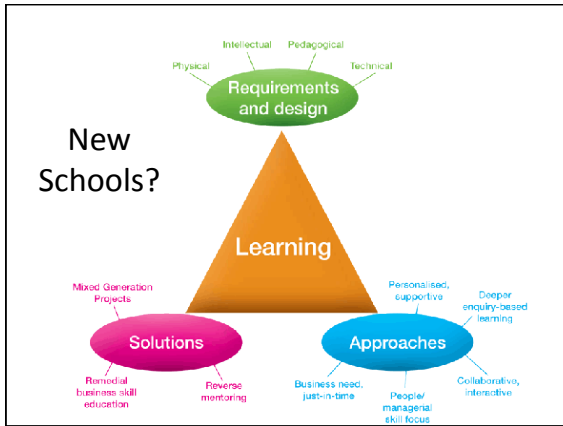 Intellectual
Pedagogical
Physical
Technical
Requirements
and design
New
Schools?
Learning
Mixed Generation
Projects
Personalised,
supportive
Deeper
enquiry-based
learning
Solutions
Approaches
Remedial
business skill
education
Reverse
mentoring
Business need,
just-in-time
People/
managerial
skill focus
Collaborative,
interactive